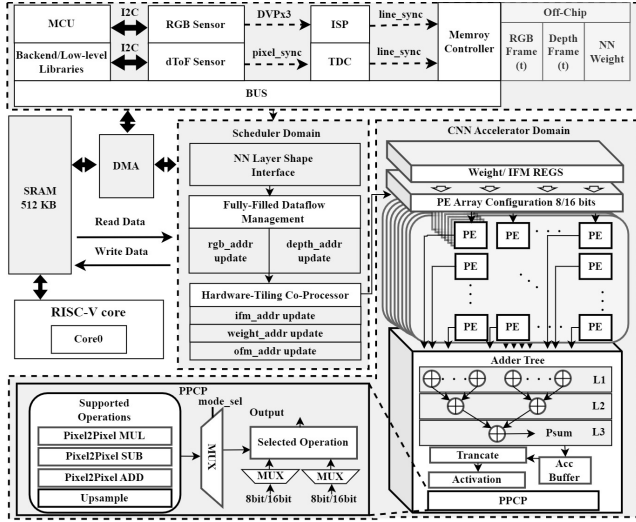 MCU
I2C
RGB Sensor
DVPx3
ISP
line_sync
Memroy
Controller
Off-Chip
RGB
Frame
(t)
Depth
Frame
(t)
NN
Weight
Backend/Low-level
Libraries
I2C
dToF Sensor
pixel_sync
TDC
line_sync
BUS
SRAM
512 KB
DMA
Read Data
Write Data
RISC-V core
Core0
Scheduler Domain
NN Layer Shape
Interface
Fully-Filled Dataflow
Management
rgb_addr
update
depth_addr
update
Hardware-Tiling Co-Processor
ifm_addr update
weight_addr update
ofm_addr update
CNN Accelerator Domain
Weight/ IFM REGS
PE Array Configuration 8/16 bits
PE
PE
PE
PE
PE
PE
PE
PE
Adder Tree
L1
L2
Psum
L3
Trancate
Acc
Buffer
Activation
PPCP
PPCP
Supported
Operations
Pixel2Pixel MUL
Pixel2Pixel SUB
Pixel2Pixel ADD
Upsample
mode_sel
MUX
Output
Selected Operation
MUX
MUX
8bit/16bit
8bit/16bit